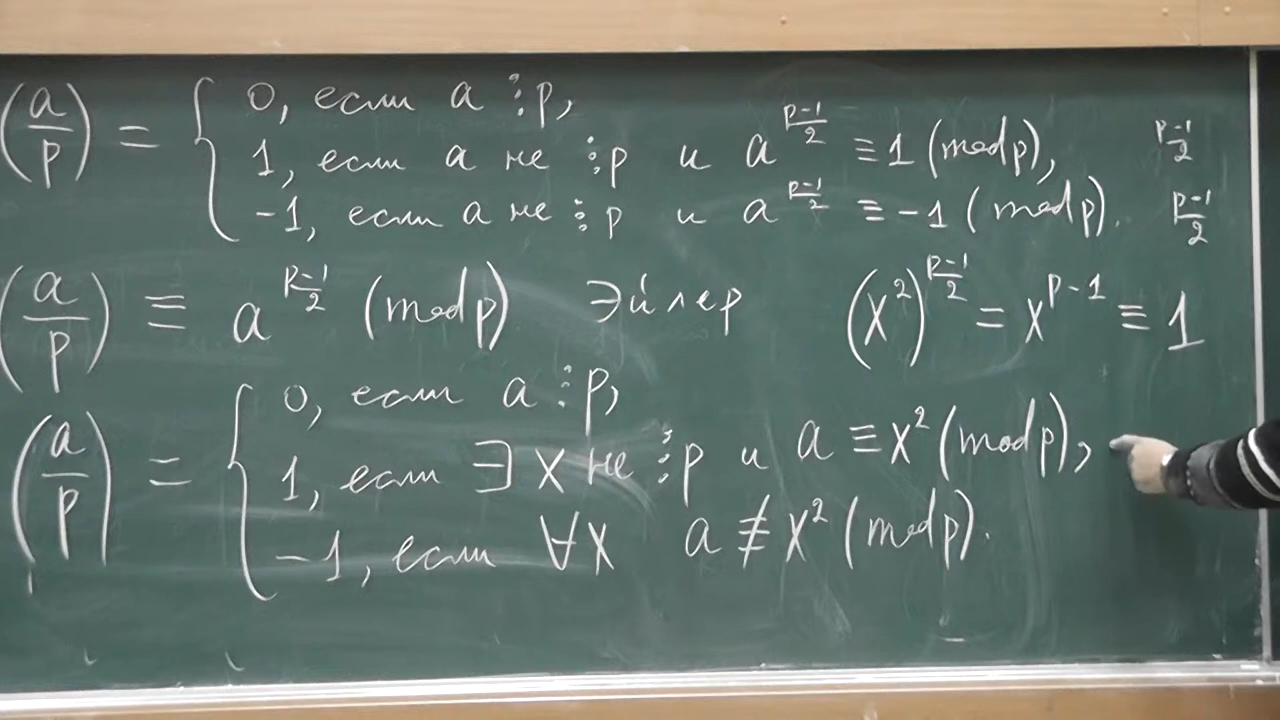 (a/p) = { 0, если a ⋮ p,
1, если a не ⋮ p и a^{(p-1)/2} ≡ 1 (mod p), (p-1)/2
-1, если a не ⋮ p и a^{(p-1)/2} ≡ -1 (mod p). (p-1)/2
(a/p) ≡ a^{(p-1)/2} (mod p) Эйлер (x²)^{(p-1)/2} = x^{p-1} ≡ 1
(a/p) = { 0, если a ⋮ p,
1, если ∃ x не ⋮ p и a ≡ x² (mod p),
-1, если ∀x a ≢ x² (mod p).